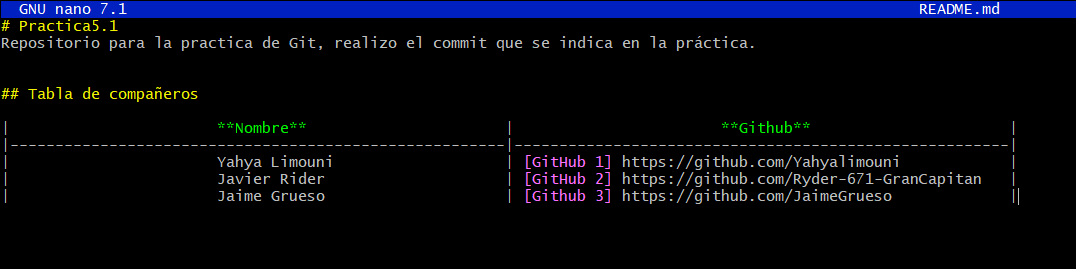 GNU nano 7.1 README.md
# Practica5.1
Repositorio para la practica de Git, realizo el commit que se indica en la práctica.
## Tabla de compañeros
| **Nombre** | **Github** |
|-------------------------------------------------------|-------------------------------------------------------|
| Yahya Limouni | [GitHub 1] https://github.com/Yahyalimouni |
| Javier Rider | [GitHub 2] https://github.com/Ryder-671-GranCapitan |
| Jaime Grueso | [Github 3] https://github.com/JaimeGrueso |